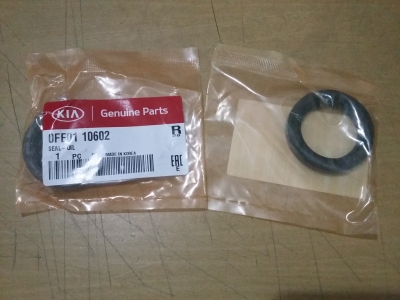 KIA
Genuine Parts
0FF01 10602
SEAL-OIL
1 PC MADE IN KOREA
B
EAC
E